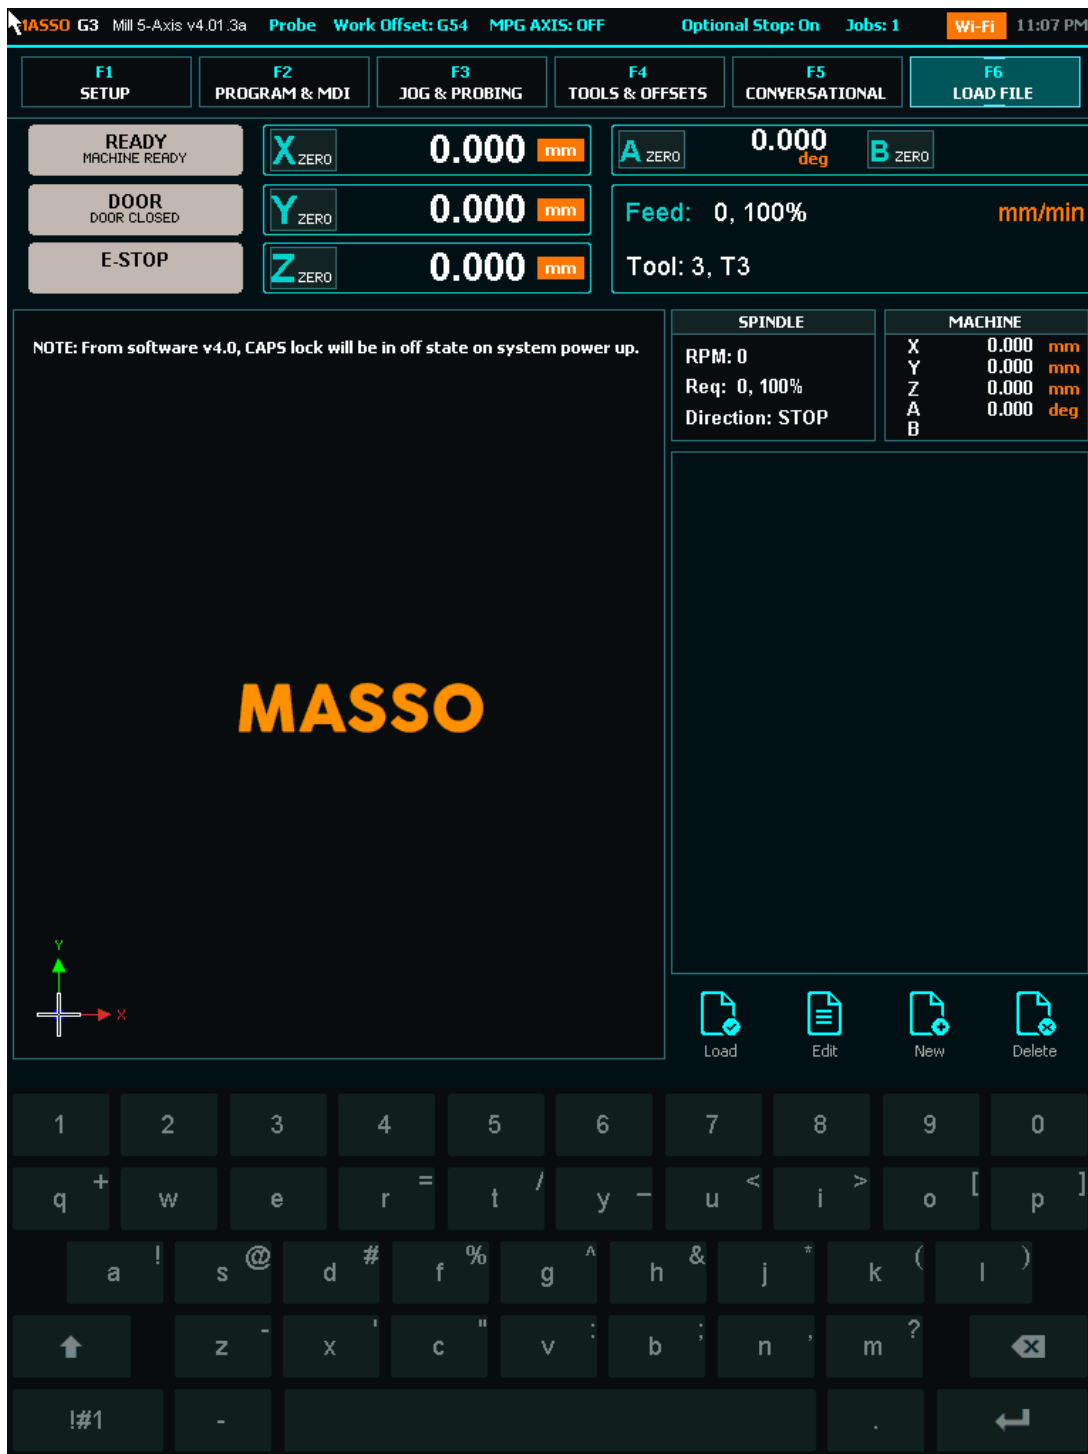 MASSO G3 Mill 5-Axis v4.01.3a Probe Work Offset: G54 MPG AXIS: OFF Optional Stop: On Jobs: 1 Wi-Fi 11:07 PM
F1 F2 F3 F4 F5 F6
SETUP PROGRAM & MDI JOG & PROBING TOOLS & OFFSETS CONVERSATIONAL LOAD FILE
READY
MACHINE READY
X ZERO 0.000 mm
A ZERO 0.000 deg B ZERO
DOOR
DOOR CLOSED
Y ZERO 0.000 mm
Feed: 0, 100% mm/min
E-STOP
Z ZERO 0.000 mm
Tool: 3, T3
NOTE: From software v4.0, CAPS lock will be in off state on system power up.
SPINDLE
RPM: 0
Req: 0, 100%
Direction: STOP
MACHINE
X 0.000 mm
Y 0.000 mm
Z 0.000 mm
A 0.000 deg
B
MASSO
Y
X
Load Edit New Delete
1 2 3 4 5 6 7 8 9 0
q + w e r = t / y _ u < i > o [ p ]
a ! s @ d # f % g ^ h & j * k ( l )
z - x ' c " v : b ; n , m ?
!#1 - .